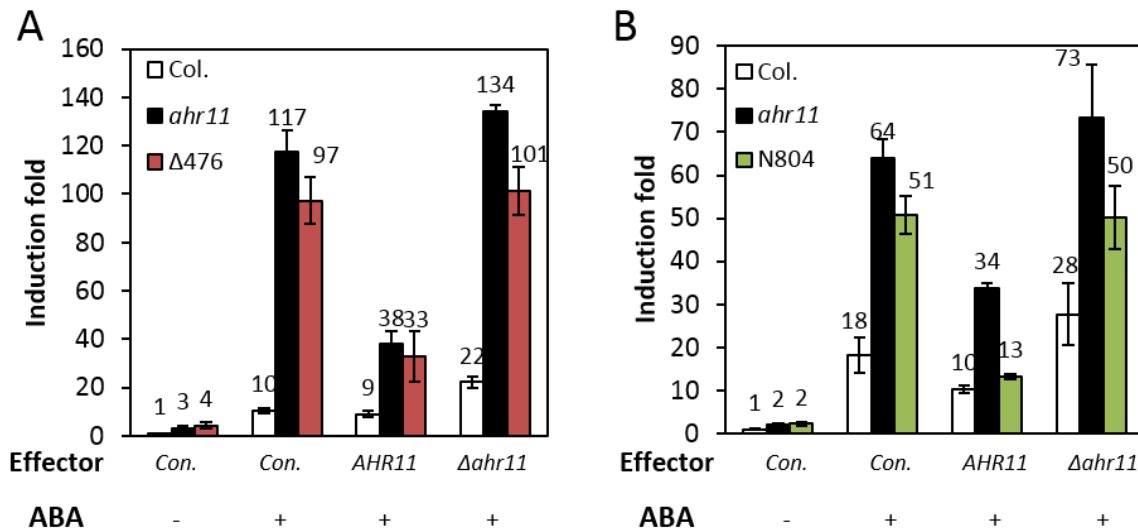 A
160
140
120
100
80
60
40
20
0
Induction fold
Col.
ahr11
Δ476
1 3 4
10 117 97
9 38 33
22 134 101
Effector Con. Con. AHR11 Δahr11
ABA - + + +
B
90
80
70
60
50
40
30
20
10
0
Induction fold
Col.
ahr11
N804
1 2 2
18 64 51
10 34 13
28 73 50
Effector Con. Con. AHR11 Δahr11
ABA - + + +